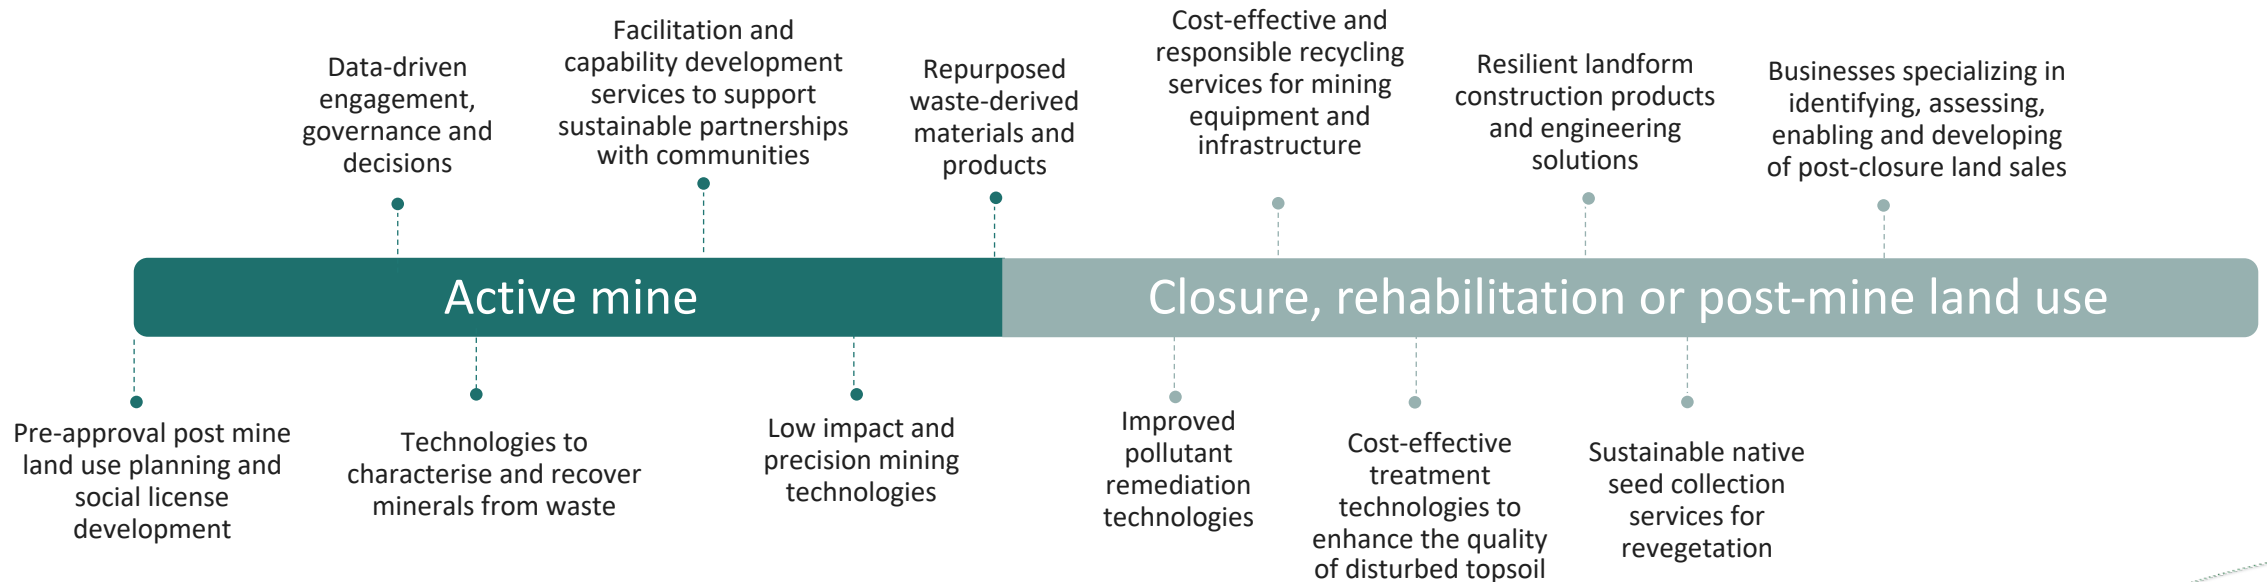 Data-driven
engagement,
governance and
decisions
Facilitation and
capability development
services to support
sustainable partnerships
with communities
Repurposed
waste-derived
materials and
products
Cost-effective and
responsible recycling
services for mining
equipment and
infrastructure
Resilient landform
construction products
and engineering
solutions
Businesses specializing in
identifying, assessing,
enabling and developing
of post-closure land sales
Active mine
Closure, rehabilitation or post-mine land use
Pre-approval post mine
land use planning and
social license
development
Technologies to
characterise and recover
minerals from waste
Low impact and
precision mining
technologies
Improved
pollutant
remediation
technologies
Cost-effective
treatment
technologies to
enhance the quality
of disturbed topsoil
Sustainable native
seed collection
services for
revegetation